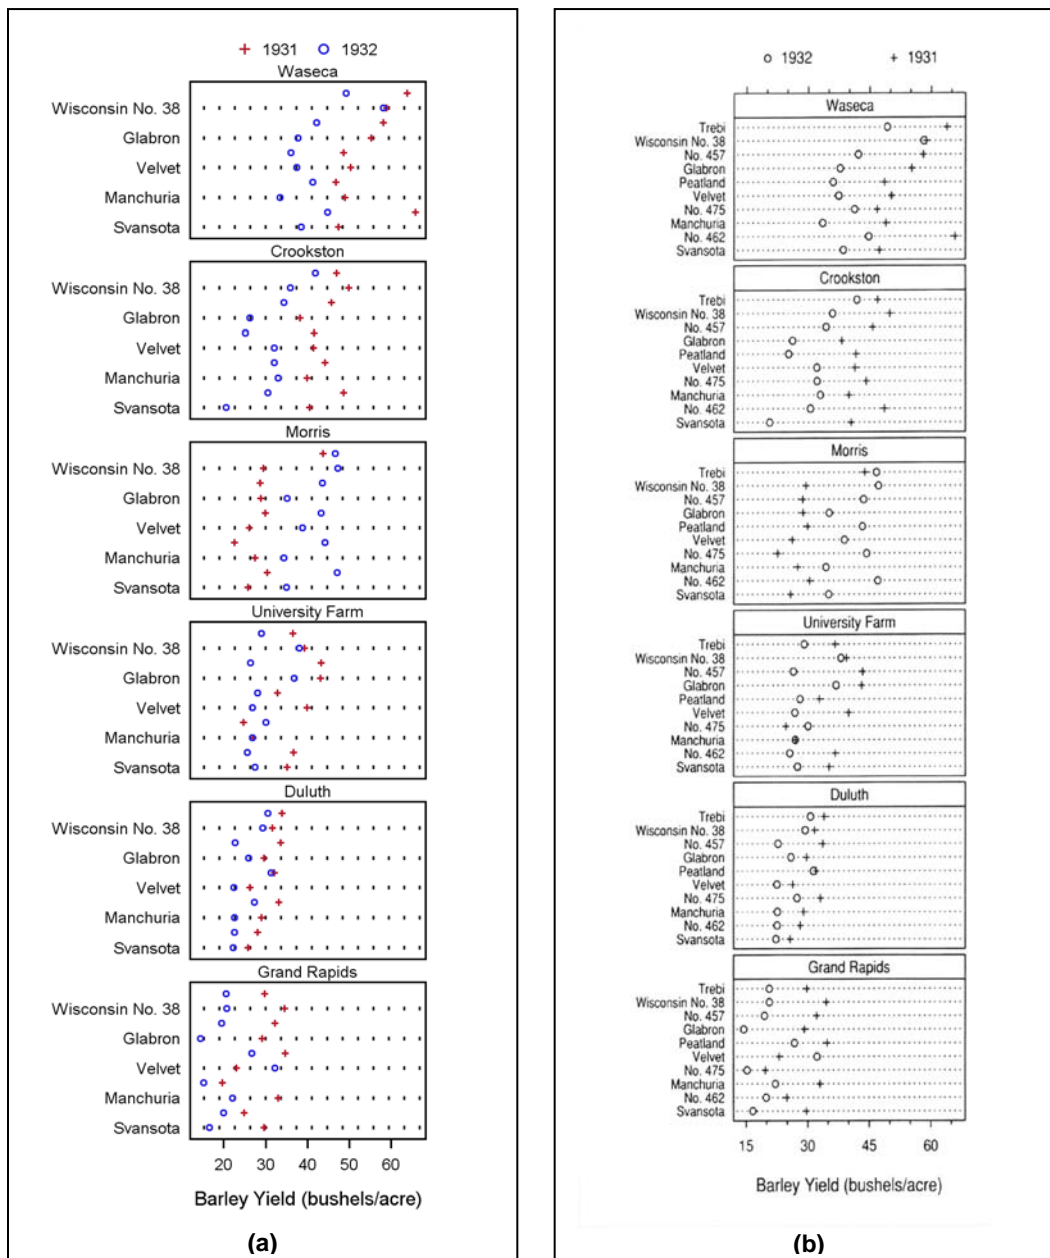 1931 1932
Waseca
Wisconsin No. 38
Glabron
Velvet
Manchuria
Svansota
Crookston
Wisconsin No. 38
Glabron
Velvet
Manchuria
Svansota
Morris
Wisconsin No. 38
Glabron
Velvet
Manchuria
Svansota
University Farm
Wisconsin No. 38
Glabron
Velvet
Manchuria
Svansota
Duluth
Wisconsin No. 38
Glabron
Velvet
Manchuria
Svansota
Grand Rapids
Wisconsin No. 38
Glabron
Velvet
Manchuria
Svansota
20 30 40 50 60
Barley Yield (bushels/acre)
(a)
1932 1931
Waseca
Trebi
Wisconsin No. 38
No. 457
Glabron
Peatland
Velvet
No. 475
Manchuria
No. 462
Svansota
Crookston
Trebi
Wisconsin No. 38
No. 457
Glabron
Peatland
Velvet
No. 475
Manchuria
No. 462
Svansota
Morris
Trebi
Wisconsin No. 38
No. 457
Glabron
Peatland
Velvet
No. 475
Manchuria
No. 462
Svansota
University Farm
Trebi
Wisconsin No. 38
No. 457
Glabron
Peatland
Velvet
No. 475
Manchuria
No. 462
Svansota
Duluth
Trebi
Wisconsin No. 38
No. 457
Glabron
Peatland
Velvet
No. 475
Manchuria
No. 462
Svansota
Grand Rapids
Trebi
Wisconsin No. 38
No. 457
Glabron
Peatland
Velvet
No. 475
Manchuria
No. 462
Svansota
15 30 45 60
Barley Yield (bushels/acre)
(b)